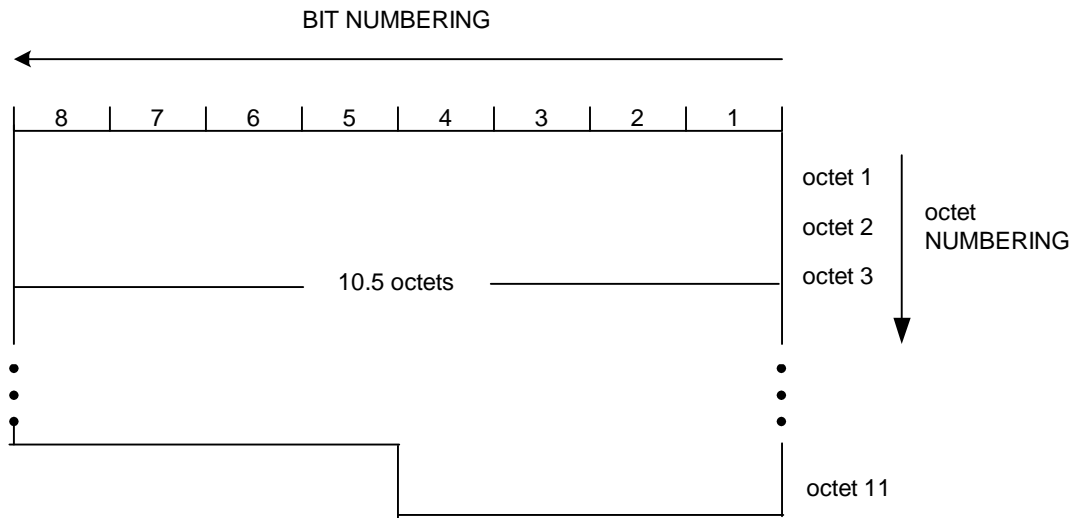 BIT NUMBERING
8 7 6 5 4 3 2 1
octet 1
octet 2
octet
NUMBERING
10.5 octets
octet 3
octet 11